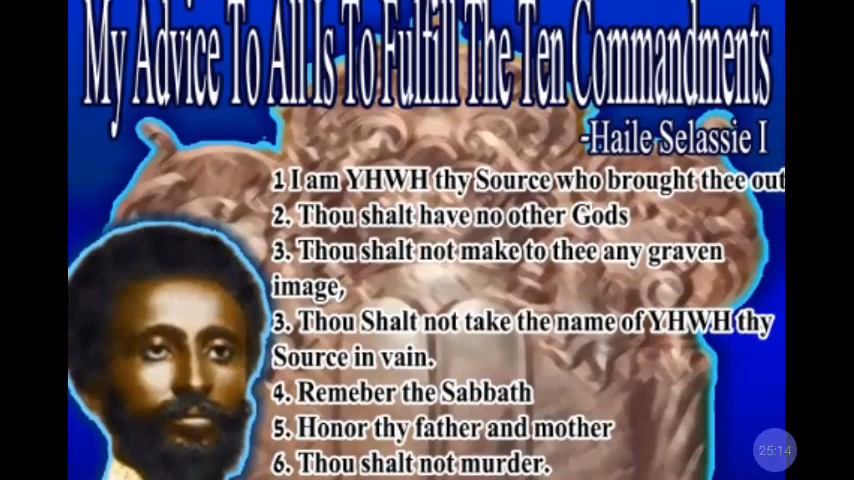 My Advice To All Is To Fulfill The Ten Commandments
-Haile Selassie I
1 I am YHWH thy Source who brought thee out
2. Thou shalt have no other Gods
3. Thou shalt not make to thee any graven
image,
3. Thou Shalt not take the name of YHWH thy
Source in vain.
4. Remeber the Sabbath
5. Honor thy father and mother
6. Thou shalt not murder.
25:14